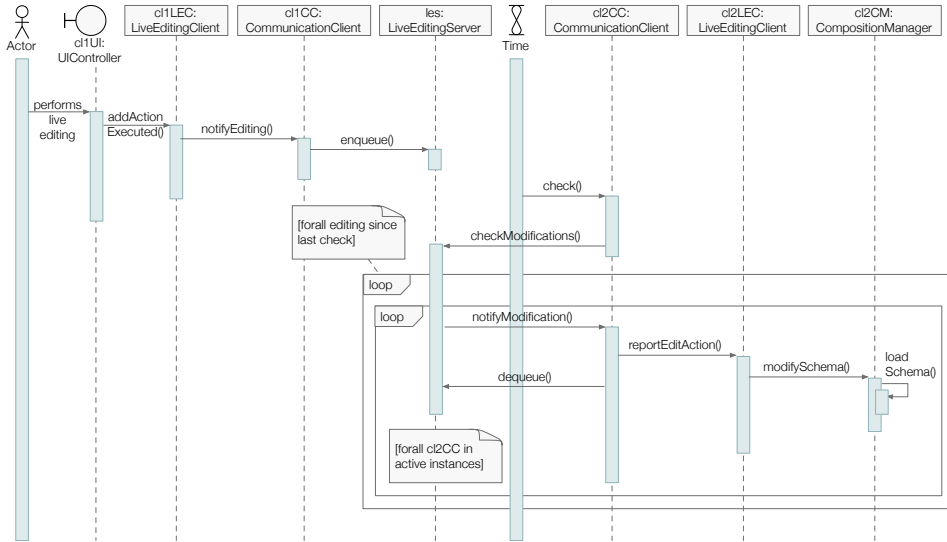 Actor
cl1UI:
UIController
cl1LEC:
LiveEditingClient
cl1CC:
CommunicationClient
les:
LiveEditingServer
Time
cl2CC:
CommunicationClient
cl2LEC:
LiveEditingClient
cl2CM:
CompositionManager
performs
live
editing
addAction
Executed()
notifyEditing()
enqueue()
check()
checkModifications()
[forall editing since
last check]
loop
loop
notifyModification()
reportEditAction()
modifySchema()
load
Schema()
dequeue()
[forall cl2CC in
active instances]